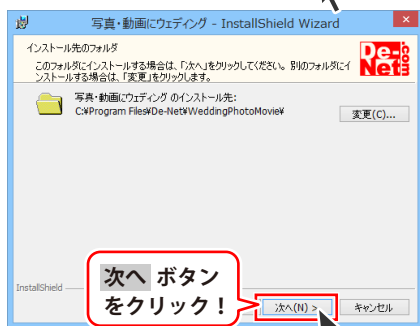 写真・動画にウェディング - InstallShield Wizard
インストール先のフォルダ
このフォルダにインストールする場合は、「次へ」をクリックしてください。別のフォルダにイ
ンストールする場合は、「変更」をクリックします。
De-
Net
.com
写真・動画にウェディング のインストール先:
C:¥Program Files¥De-Net¥WeddingPhotoMovie¥
変更(C)...
次へ ボタン
をクリック！
InstallShield
次へ(N) >
キャンセル